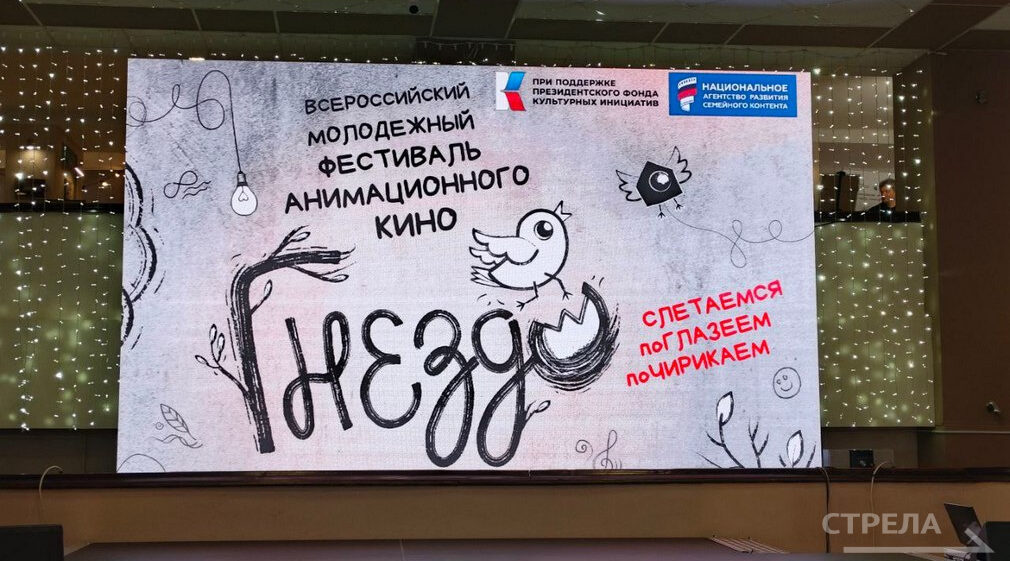 ВСЕРОССИЙСКИЙ
МОЛОДЕЖНЫЙ
ФЕСТИВАЛЬ
АНИМАЦИОННОГО
КИНО
ПРИ ПОДДЕРЖКЕ
ПРЕЗИДЕНТСКОГО ФОНДА
КУЛЬТУРНЫХ ИНИЦИАТИВ
НАЦИОНАЛЬНОЕ
АГЕНТСТВО РАЗВИТИЯ
СЕМЕЙНОГО КОНТЕНТА
ГНЕЗДО
СЛЕТАЕМСЯ
поГЛАЗЕЕМ
поЧИРИКАЕМ
СТРЕЛА